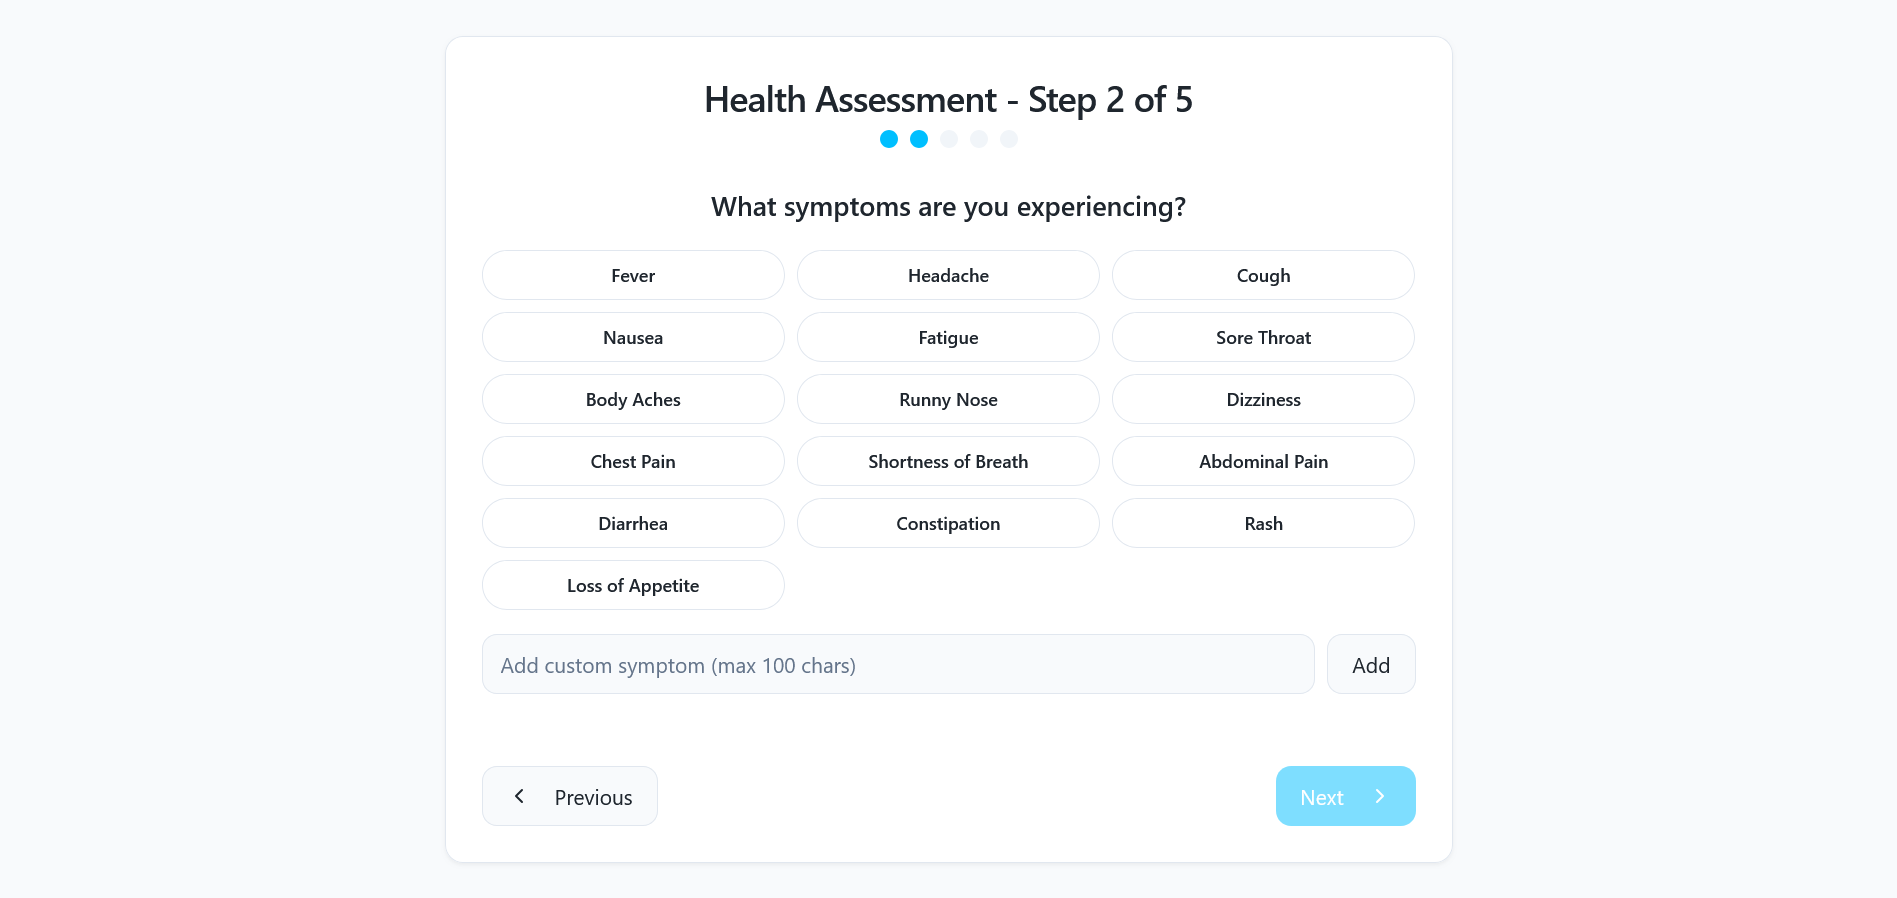 Health Assessment - Step 2 of 5
What symptoms are you experiencing?
Fever
Headache
Cough
Nausea
Fatigue
Sore Throat
Body Aches
Runny Nose
Dizziness
Chest Pain
Shortness of Breath
Abdominal Pain
Diarrhea
Constipation
Rash
Loss of Appetite
Add custom symptom (max 100 chars)
Add
Previous
Next